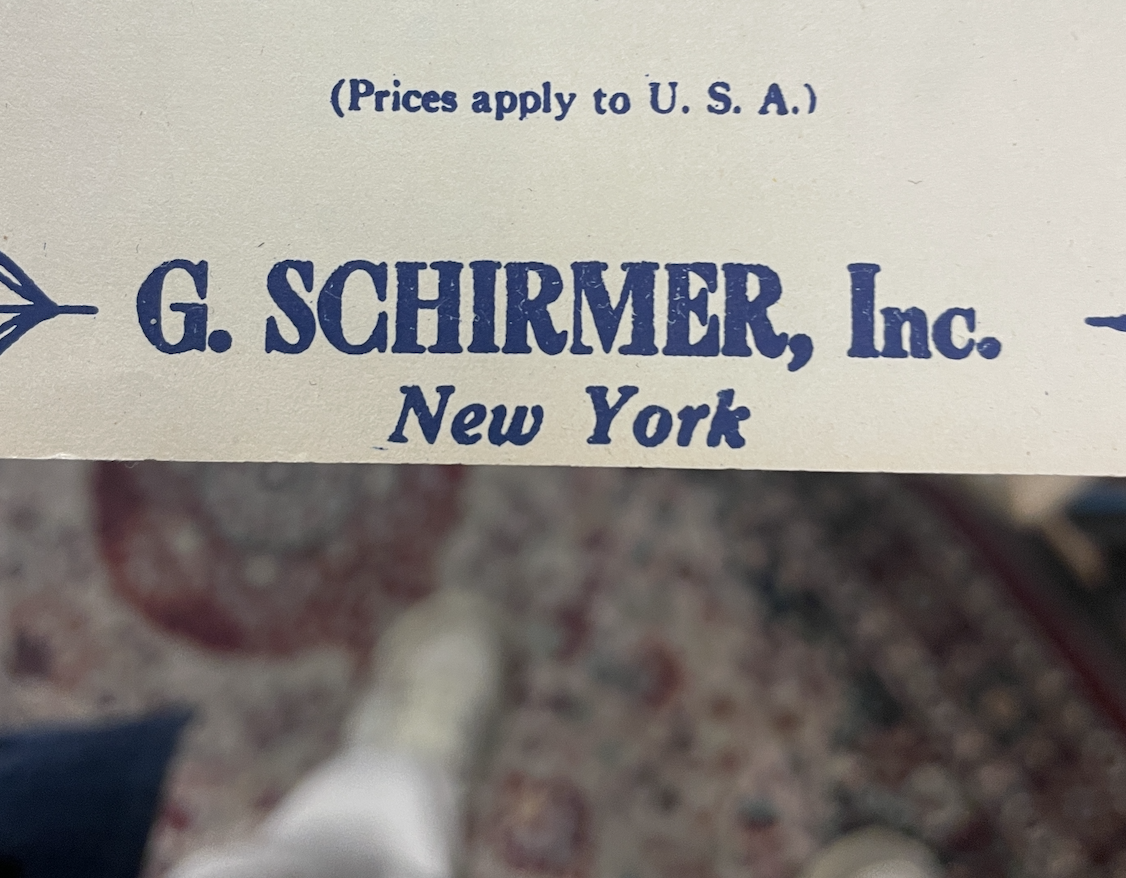 (Prices apply to U. S. A.)
G. SCHIRMER, Inc.
New York